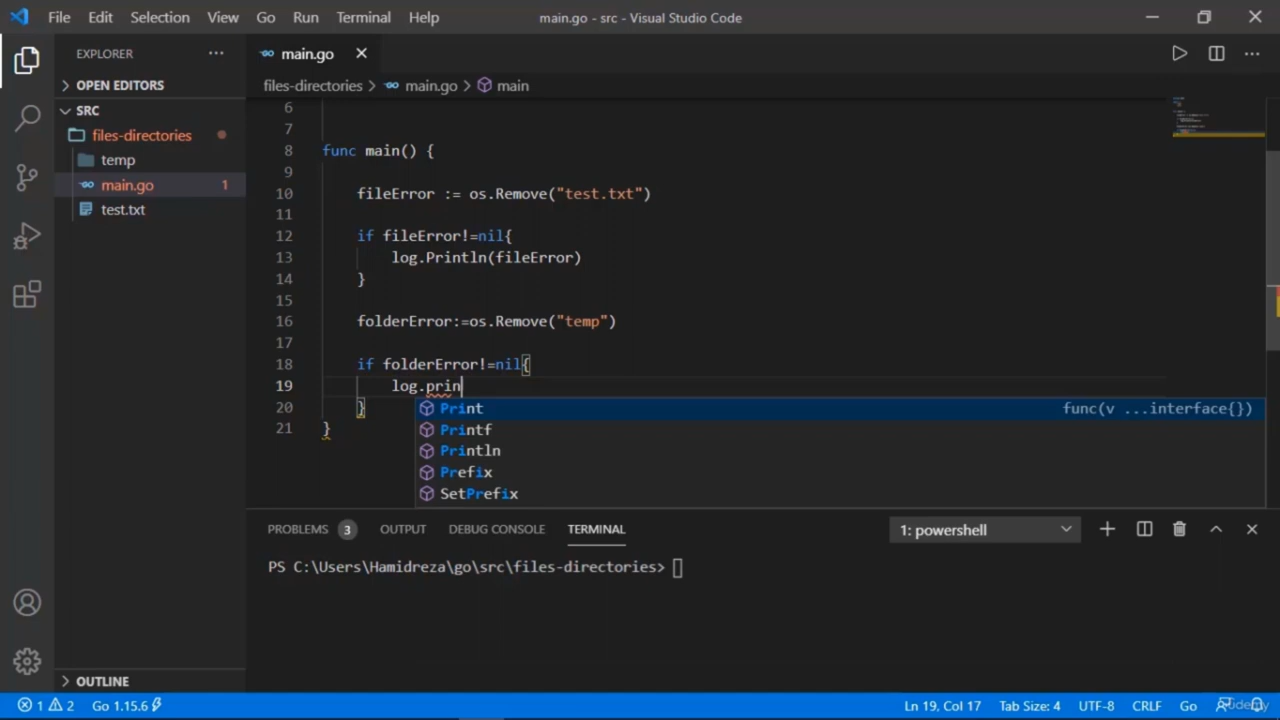 File Edit Selection View Go Run Terminal Help main.go - src - Visual Studio Code
EXPLORER ··· main.go
OPEN EDITORS
files-directories > main.go > main
SRC
files-directories
temp
main.go 1
test.txt
6
7
8 func main() {
9
10 fileError := os.Remove("test.txt")
11
12 if fileError!=nil{
13 log.Println(fileError)
14 }
15
16 folderError:=os.Remove("temp")
17
18 if folderError!=nil{
19 log.prin
20 }
21 }
Print func(v ...interface{})
Printf
Println
Prefix
SetPrefix
PROBLEMS 3 OUTPUT DEBUG CONSOLE TERMINAL 1: powershell
PS C:\Users\Hamidreza\go\src\files-directories>
OUTLINE
1 2 Go 1.15.6 Ln 19, Col 17 Tab Size: 4 UTF-8 CRLF Go
Udemy